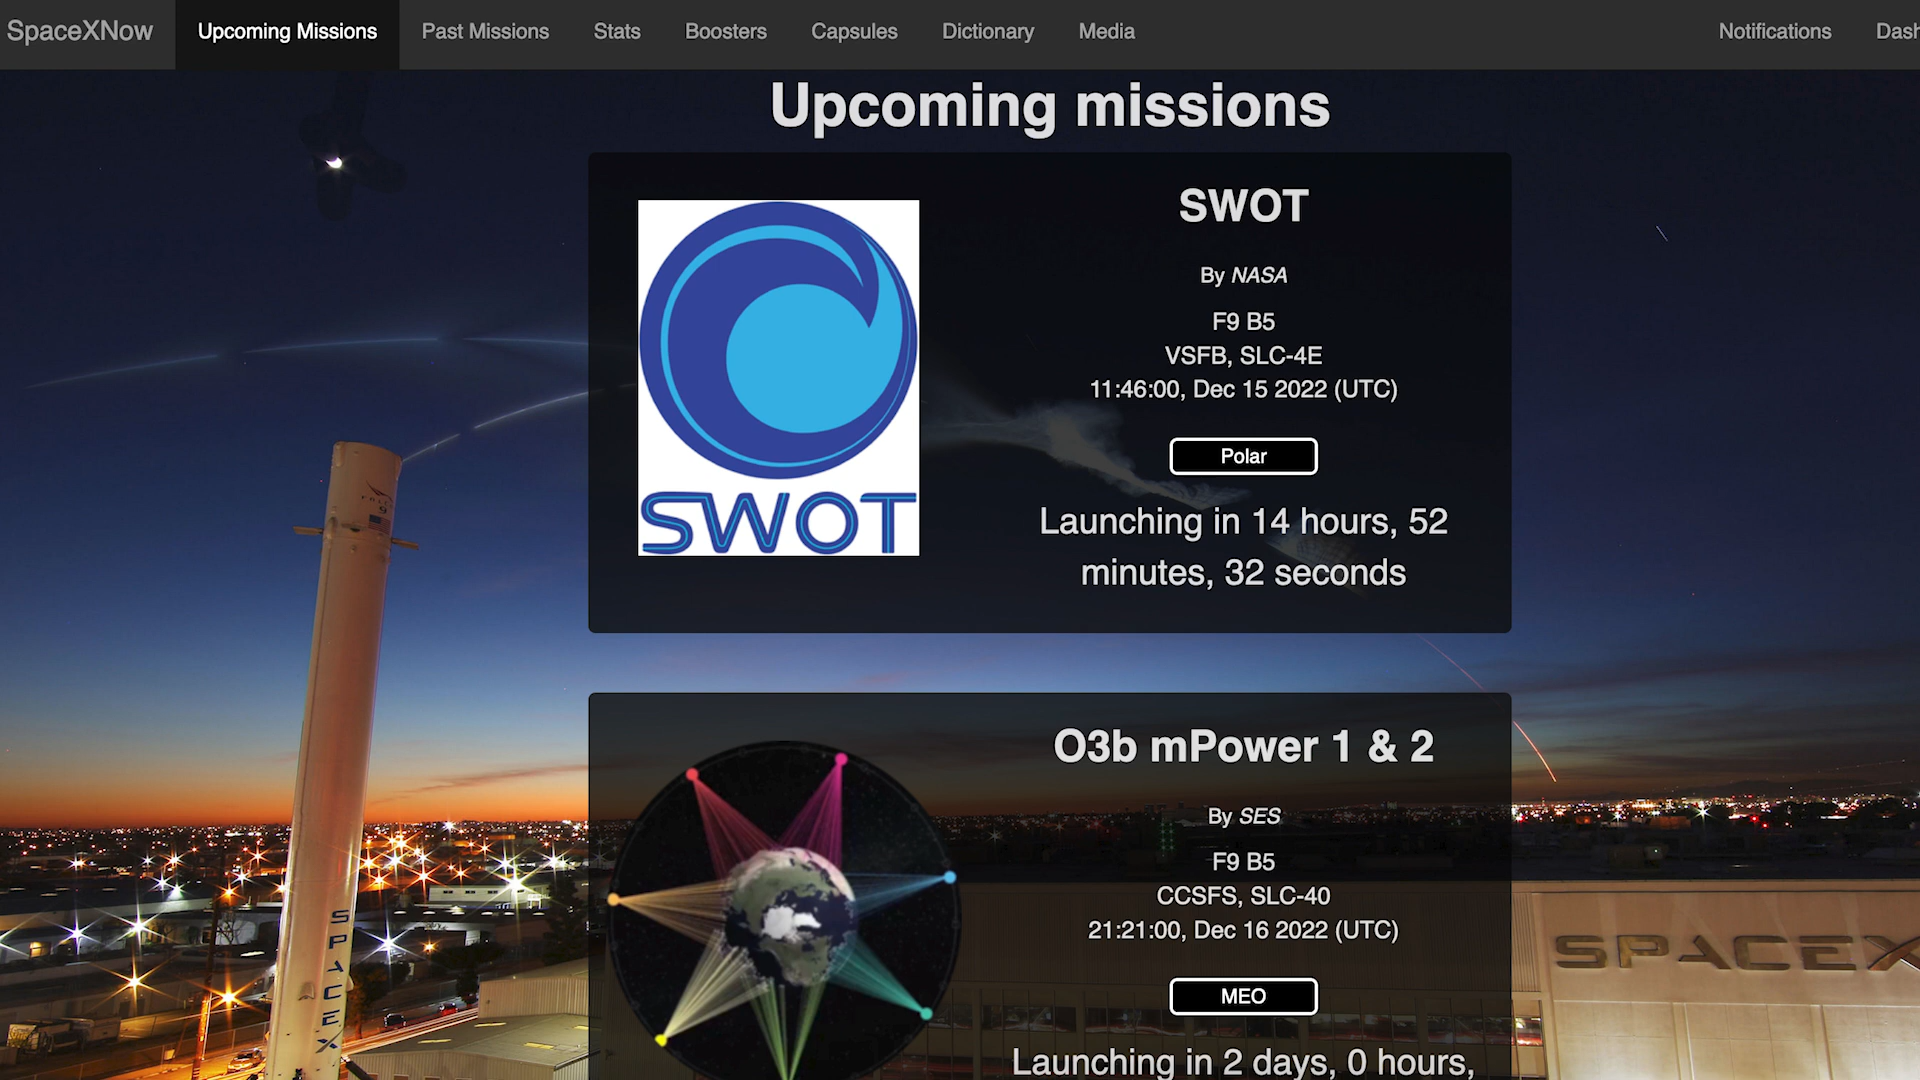 SpaceXNow
Upcoming Missions
Past Missions
Stats
Boosters
Capsules
Dictionary
Media
Notifications
Dash
Upcoming missions
SWOT
SWOT
By NASA
F9 B5
VSFB, SLC-4E
11:46:00, Dec 15 2022 (UTC)
Polar
Launching in 14 hours, 52
minutes, 32 seconds
O3b mPower 1 & 2
By SES
F9 B5
CCSFS, SLC-40
21:21:00, Dec 16 2022 (UTC)
MEO
Launching in 2 days, 0 hours,
SPACEX
SPACEX